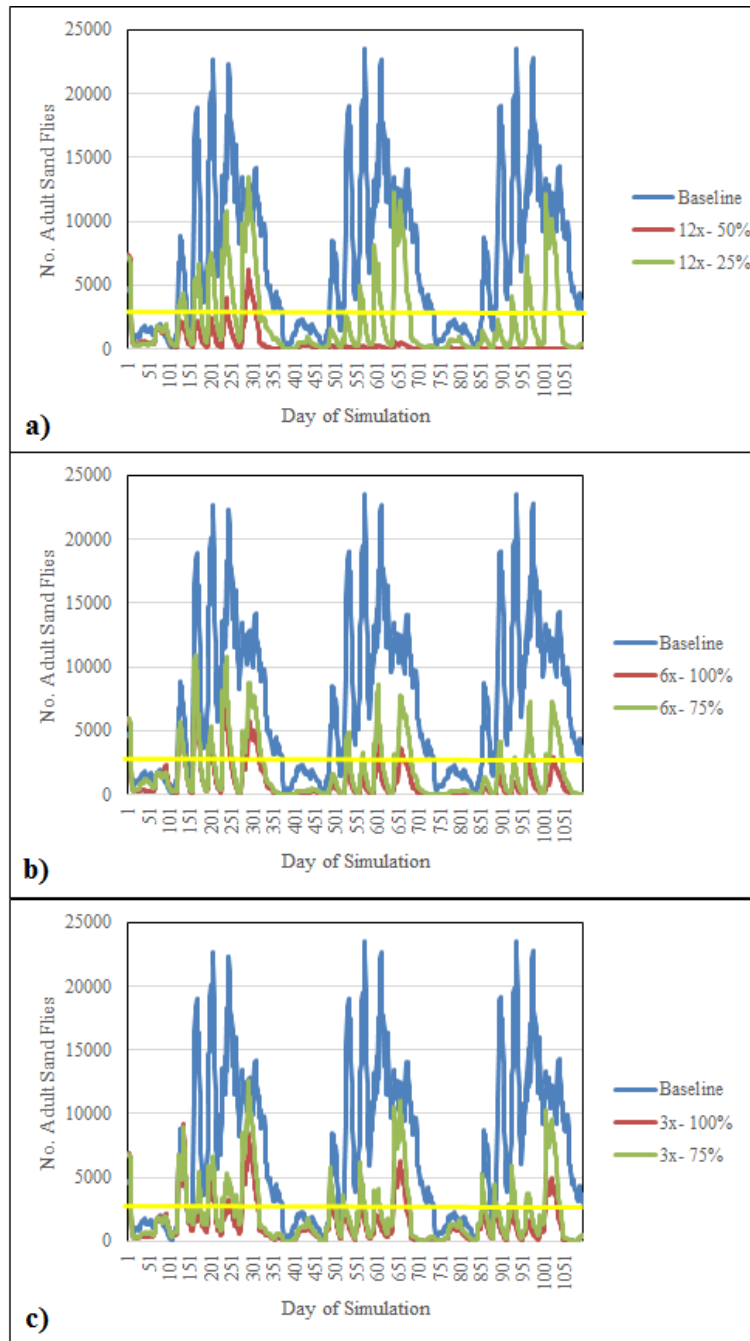 25000
20000
15000
10000
5000
0
No. Adult Sand Flies
1 51 101 151 201 251 301 351 401 451 501 551 601 651 701 751 801 851 901 951 1001 1051
Day of Simulation
Baseline
12x- 50%
12x- 25%
a)
25000
20000
15000
10000
5000
0
No. Adult Sand Flies
1 51 101 151 201 251 301 351 401 451 501 551 601 651 701 751 801 851 901 951 1001 1051
Day of Simulation
Baseline
6x- 100%
6x- 75%
b)
25000
20000
15000
10000
5000
0
No. Adult Sand Flies
1 51 101 151 201 251 301 351 401 451 501 551 601 651 701 751 801 851 901 951 1001 1051
Day of Simulation
Baseline
3x- 100%
3x- 75%
c)